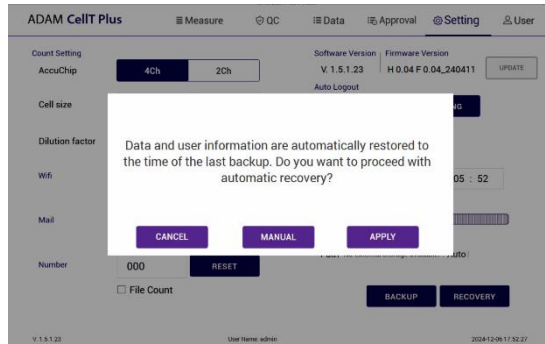 ADAM CellT Plus
Measure
QC
Data
Approval
Setting
User
Count Setting
Software Version
Firmware Version
AccuChip
4Ch
2Ch
V. 1.5.1.23
H 0.04 F 0.04_240411
UPDATE
Auto Logout
Cell size
Dilution factor
Data and user information are automatically restored to
the time of the last backup. Do you want to proceed with
automatic recovery?
Wifi
05 : 52
Mail
CANCEL
MANUAL
APPLY
Number
000
RESET
File Count
BACKUP
RECOVERY
V. 1.5.1.23
User Name: admin
2024-12-06 17:52:27